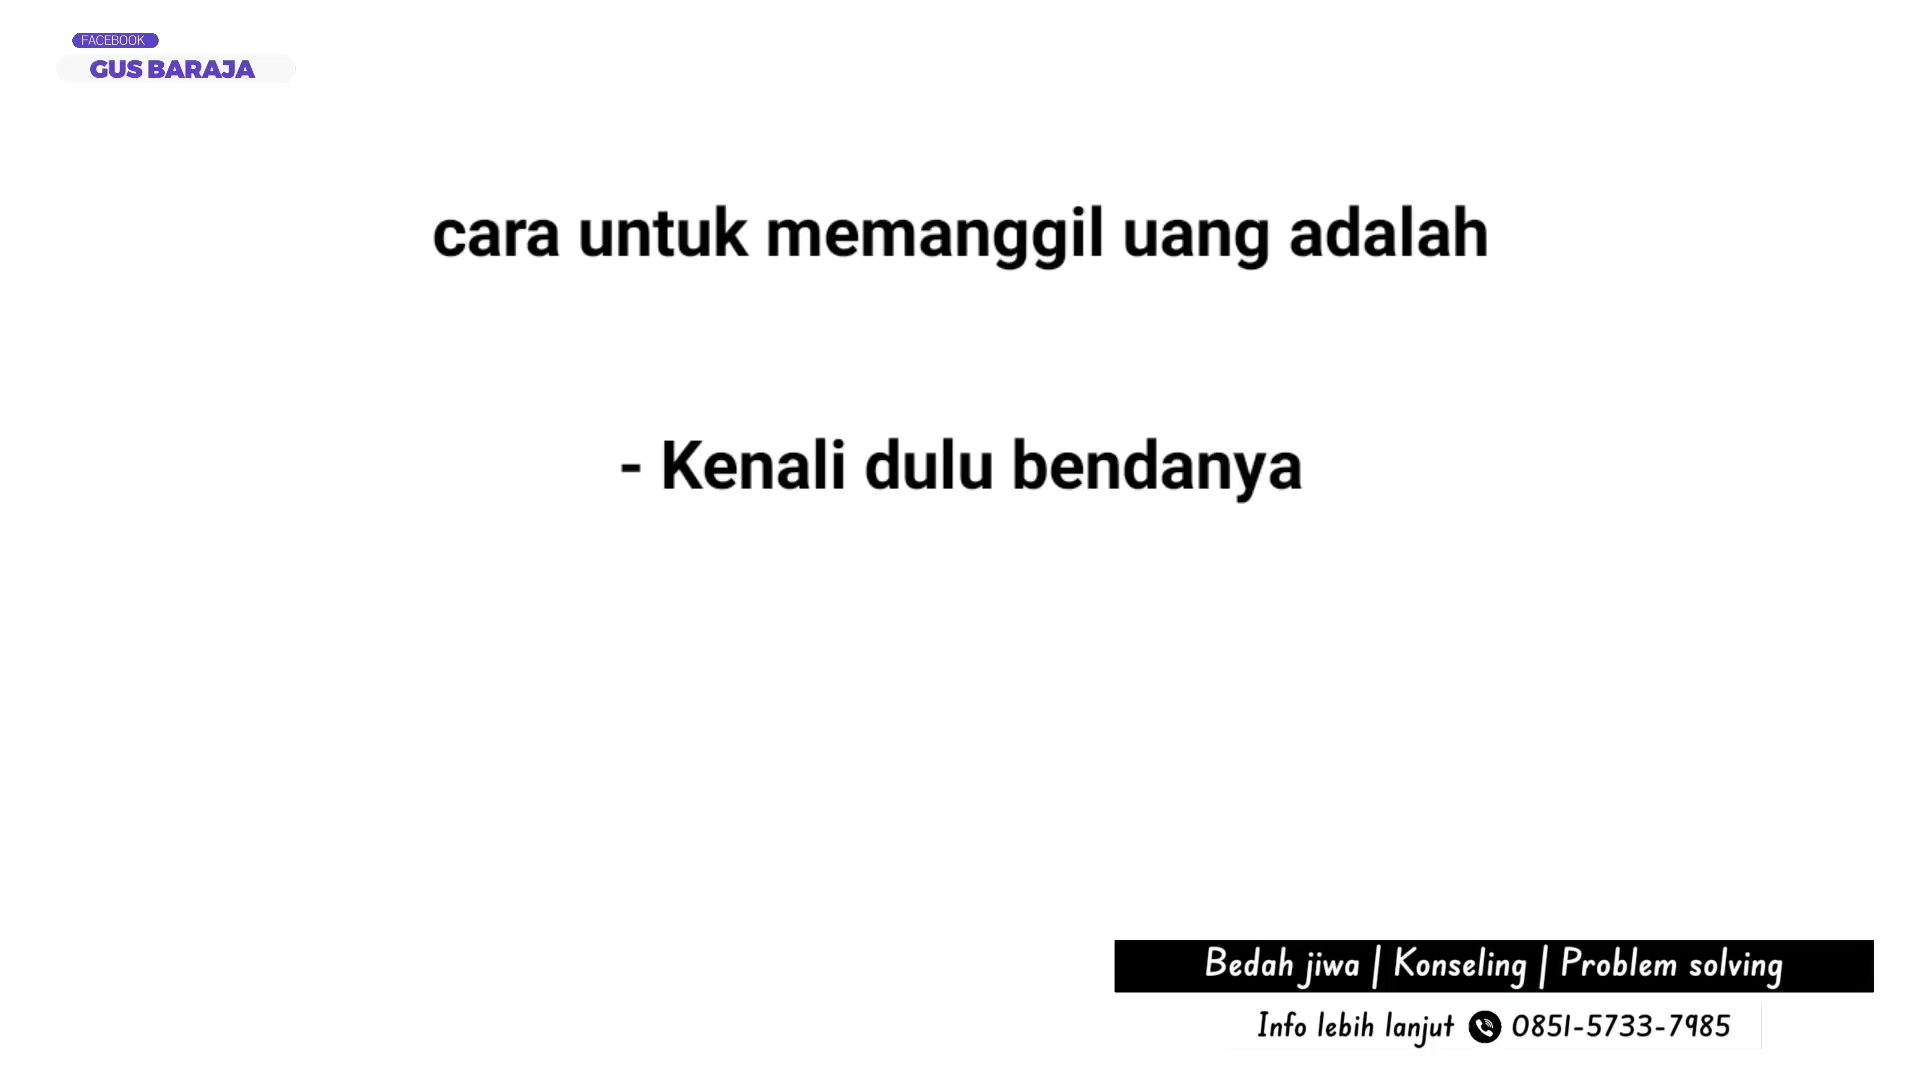 FACEBOOK
GUS BARAJA
cara untuk memanggil uang adalah
- Kenali dulu bendanya
Bedah jiwa | Konseling | Problem solving
Info lebih lanjut 0851-5733-7985